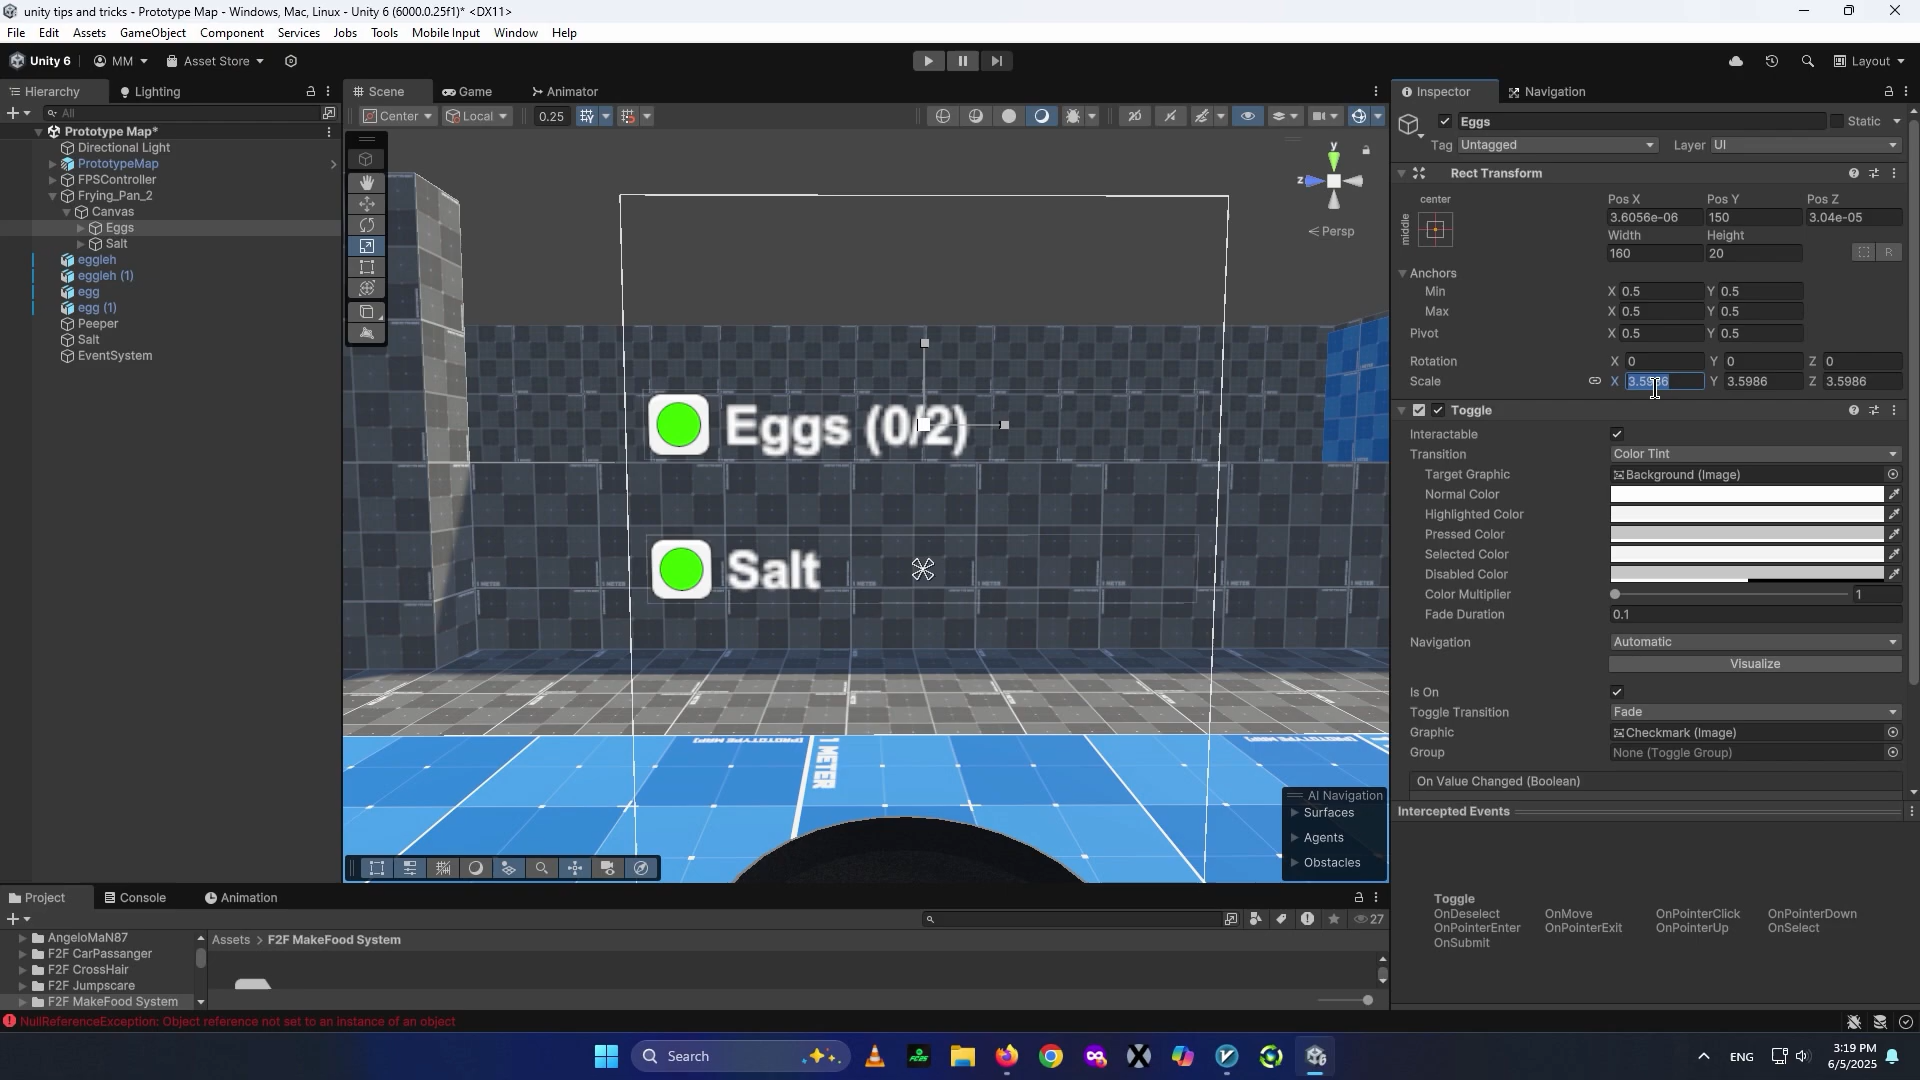 unity tips and tricks - Prototype Map - Windows, Mac, Linux - Unity 6 (6000.0.25f1)* <DX11>
File Edit Assets GameObject Component Services Jobs Tools Mobile Input Window Help
Unity 6 MM Asset Store Layout
Hierarchy Lighting
All
Prototype Map*
Directional Light
PrototypeMap
FPSController
Frying_Pan_2
Canvas
Eggs
Salt
eggleh
eggleh (1)
egg
egg (1)
Peeper
Salt
EventSystem
Scene Game Animator
Center Local 0.25 2D
y
z
Persp
Eggs (0/2)
Salt
1 METER
AI Navigation
Surfaces
Agents
Obstacles
Inspector Navigation
Eggs Static
Tag Untagged Layer UI
Rect Transform
center Pos X Pos Y Pos Z
middle 3.6056e-06 150 3.04e-05
Width Height
160 20 R
Anchors
Min X 0.5 Y 0.5
Max X 0.5 Y 0.5
Pivot X 0.5 Y 0.5
Rotation X 0 Y 0 Z 0
Scale X 3.5986 Y 3.5986 Z 3.5986
Toggle
Interactable
Transition Color Tint
Target Graphic Background (Image)
Normal Color
Highlighted Color
Pressed Color
Selected Color
Disabled Color
Color Multiplier 1
Fade Duration 0.1
Navigation Automatic
Visualize
Is On
Toggle Transition Fade
Graphic Checkmark (Image)
Group None (Toggle Group)
On Value Changed (Boolean)
Intercepted Events
Toggle
OnDeselect OnMove OnPointerClick OnPointerDown
OnPointerEnter OnPointerExit OnPointerUp OnSelect
OnSubmit
Project Console Animation
27
AngeloMaN87
F2F CarPassanger
F2F CrossHair
F2F Jumpscare
F2F MakeFood System
Assets > F2F MakeFood System
NullReferenceException: Object reference not set to an instance of an object
Search
ENG
3:19 PM
6/5/2025